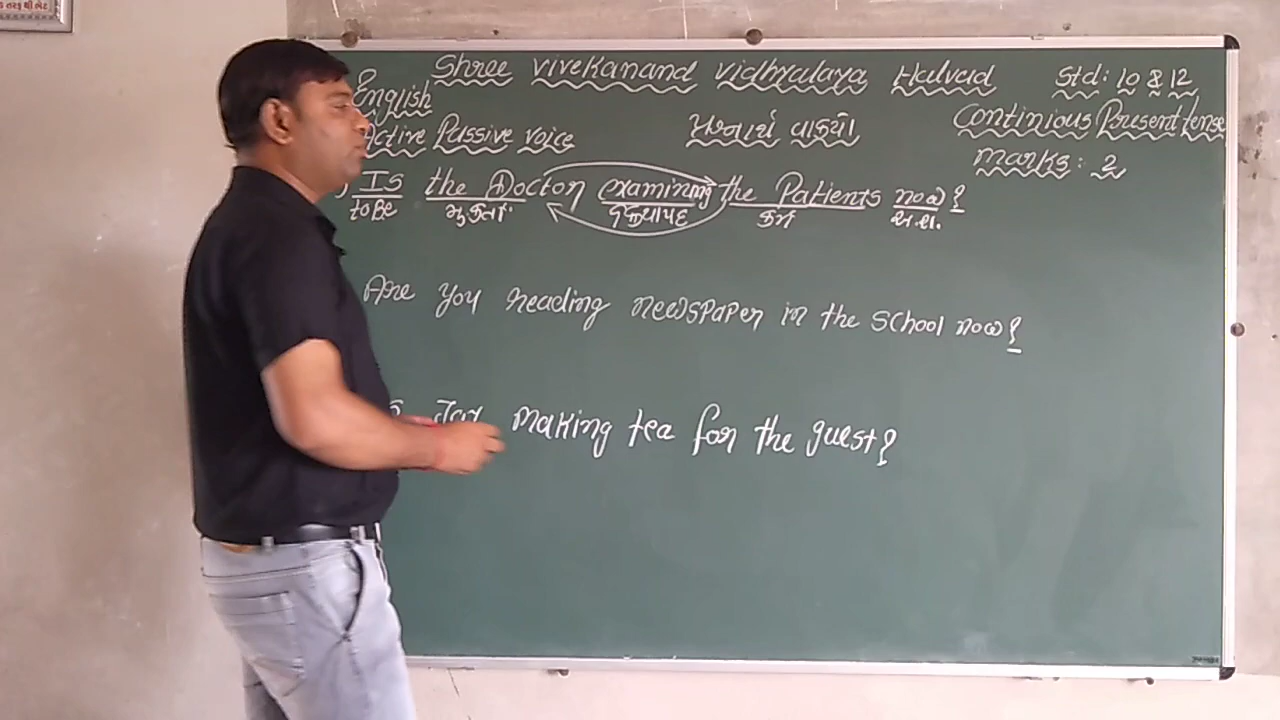 તરફ થી ભેટ
Shree Vivekanand Vidhyalaya Halvad Std: 10 & 12
English
Active Passive voice પ્રશ્નાર્થ વાક્યો Continious Present tense
Marks: 2
Is the Doctor examining the Patients now?
to Be મુ.કર્તા ક્રિયાપદ કર્મ અ.શ.
Are you reading newspaper in the school now?
Jay making tea for the guest?